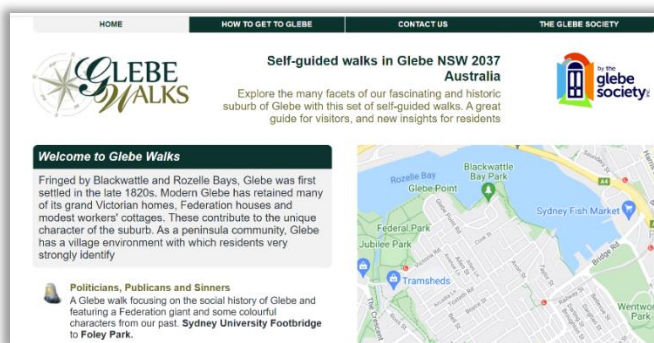 HOME
HOW TO GET TO GLEBE
CONTACT US
THE GLEBE SOCIETY
GLEBE
WALKS
Self-guided walks in Glebe NSW 2037
Australia
Explore the many facets of our fascinating and historic
suburb of Glebe with this set of self-guided walks. A great
guide for visitors, and new insights for residents
by the
glebe
society
Welcome to Glebe Walks
Fringed by Blackwattle and Rozelle Bays, Glebe was first
settled in the late 1820s. Modern Glebe has retained many
of its grand Victorian homes, Federation houses and
modest workers' cottages. These contribute to the unique
character of the suburb. As a peninsula community, Glebe
has a village environment with which residents very
strongly identify
Politicians, Publicans and Sinners
A Glebe walk focusing on the social history of Glebe and
featuring a Federation giant and some colourful
characters from our past. Sydney University Footbridge
to Foley Park.
Rozelle Bay
Blackwattle
Bay Park
Glebe Point
A4
Sydney Fish Market
Federal Park
Jubilee Park
Bridge Rd
Tramsheds
The Crescent
Wentwor
Park